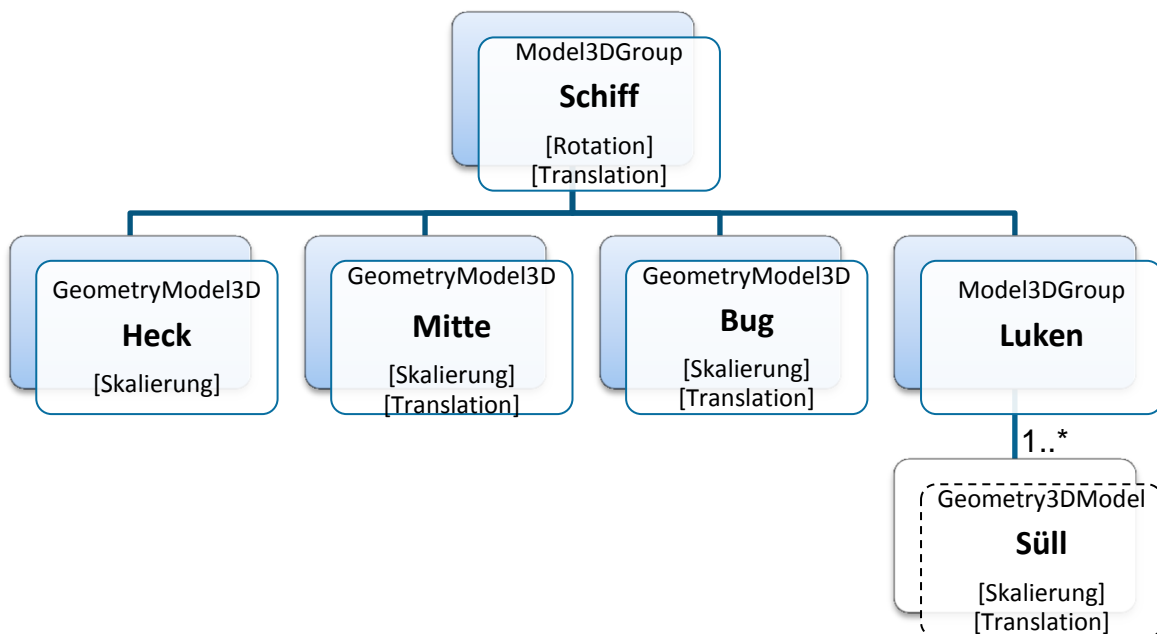 Model3DGroup
Schiff
[Rotation]
[Translation]
GeometryModel3D
Heck
[Skalierung]
GeometryModel3D
Mitte
[Skalierung]
[Translation]
GeometryModel3D
Bug
[Skalierung]
[Translation]
Model3DGroup
Luken
1..*
Geometry3DModel
Süll
[Skalierung]
[Translation]